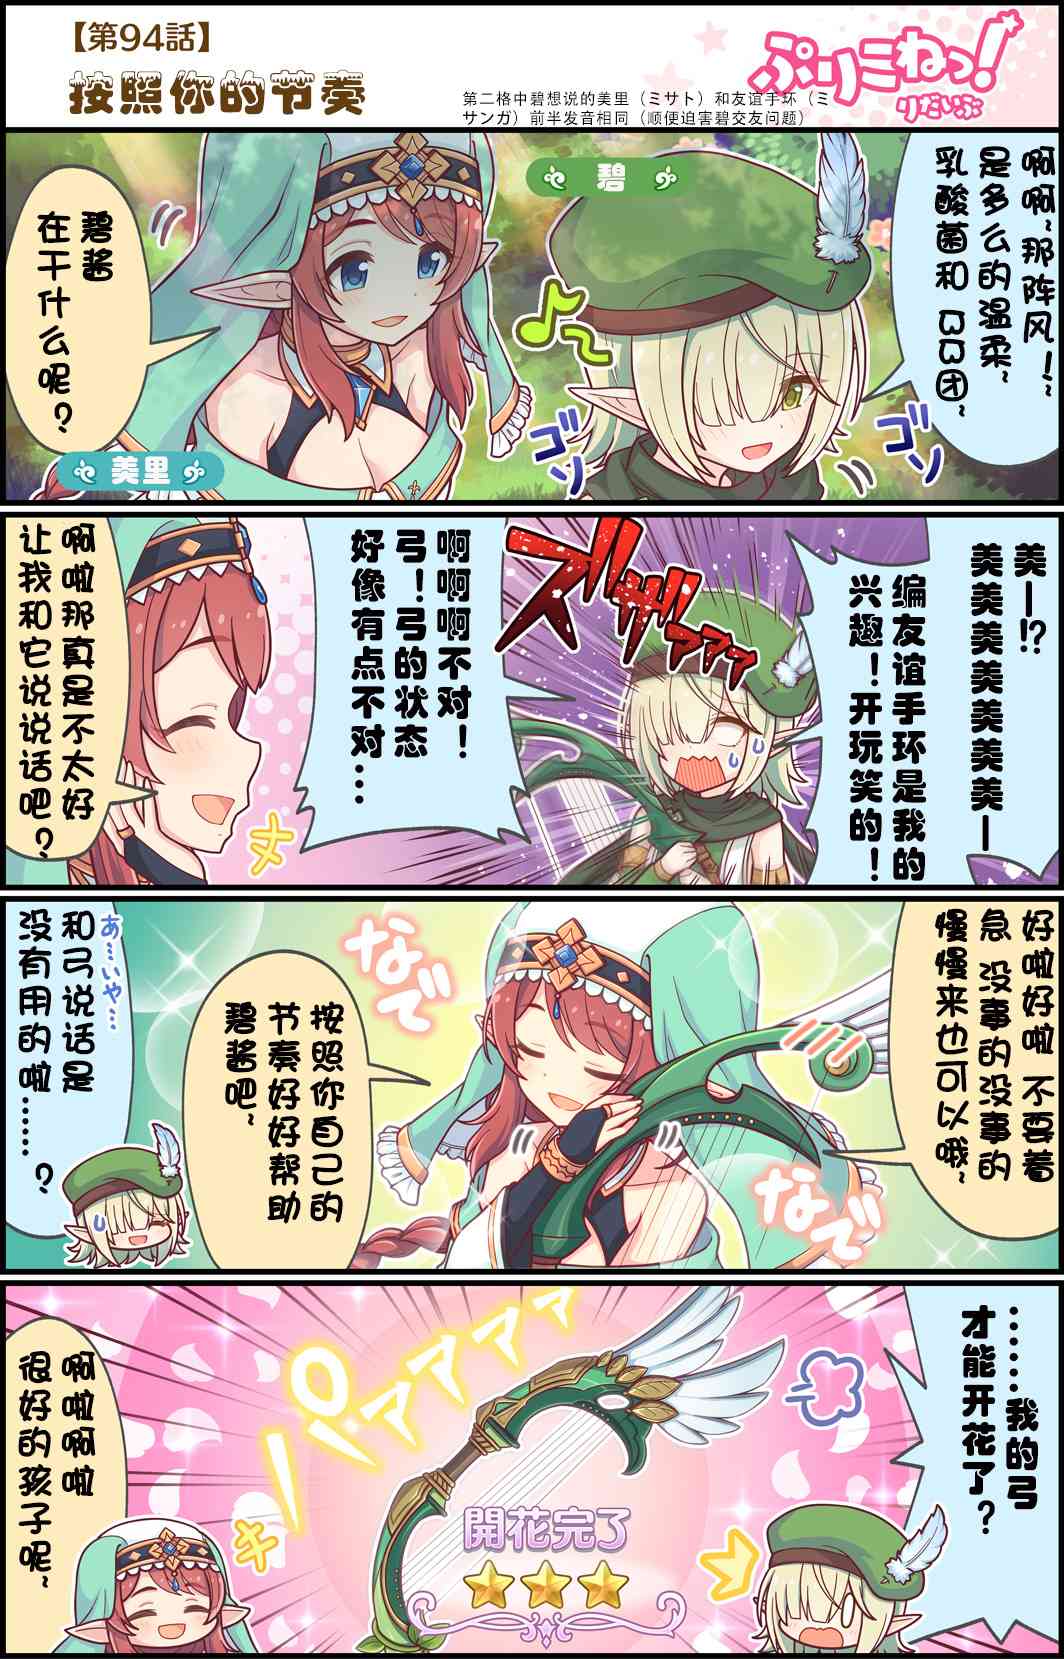 【第94話】
按照你的节奏
第二格中碧想说的美里（ミサト）和友谊手环（ミ
サンガ）前半发音相同（顺便迫害碧交友问题）
ぷりこねっ!
りだいぶ
啊啊~那阵风！~
是多么的温柔~
乳酸菌和
团~
碧
ゴソ
ゴソ
碧酱
在干什么呢？
美里
美—!?
美美美美美美美—
编友谊手环是我的
兴趣！开玩笑的！
ズザザァァァ
啊啊啊不对！
弓！弓的状态
好像有点不对…
啊啦那真是不太好
让我和它说说话吧？
好啦好啦 不要着
急 没事的没事的
慢慢来也可以哦~
なで
なで
按照你自己的
节奏好好帮助
碧酱吧~
あ…いや…
和弓说话是
没有用的啦……？
……我的弓
才能开花了？
パァァァァ
開花完了
啊啦啊啦
很好的孩子呢~